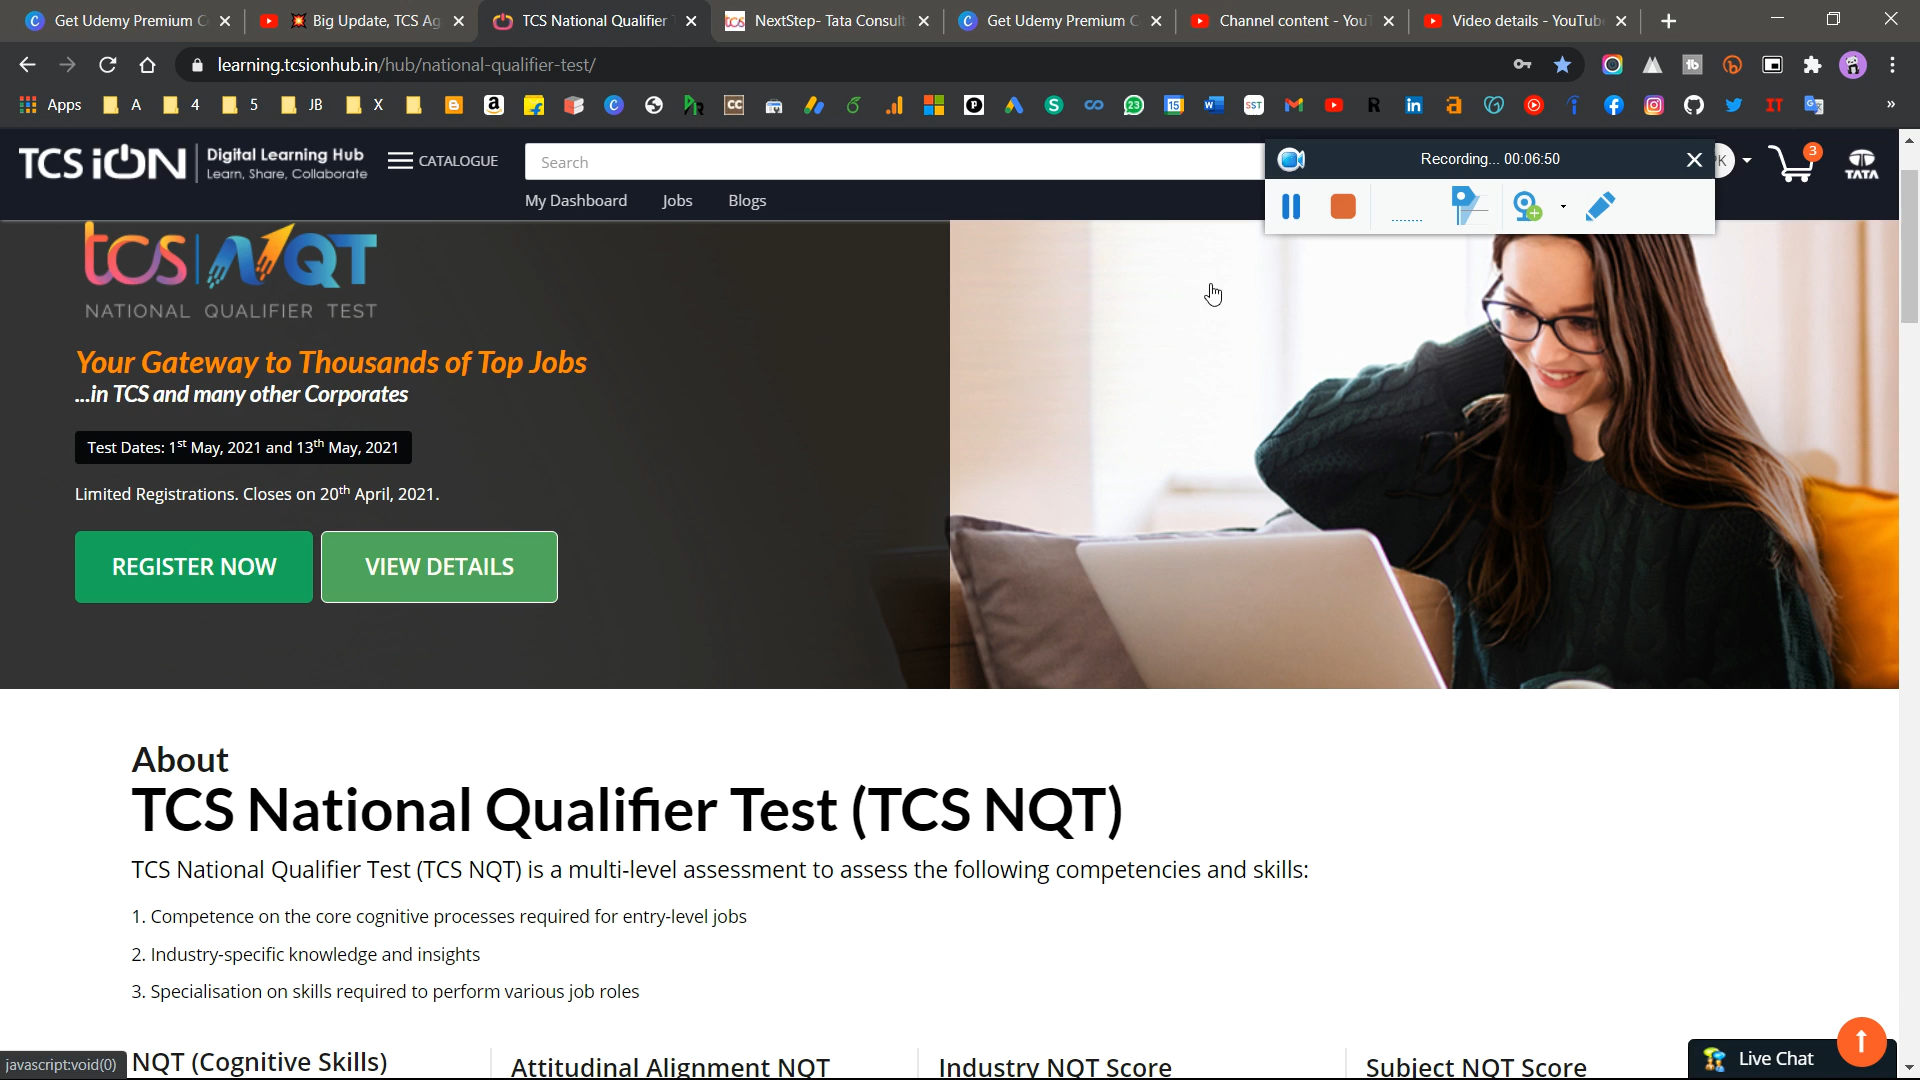 Get Udemy Premium C
Big Update, TCS Ag
TCS National Qualifier T
NextStep- Tata Consult
Get Udemy Premium C
Channel content - YouT
Video details - YouTub
learning.tcsionhub.in/hub/national-qualifier-test/
Apps A 4 5 JB X
TCS iON
Digital Learning Hub
Learn, Share, Collaborate
CATALOGUE
Search
Recording... 00:06:50
3
TATA
My Dashboard Jobs Blogs
tcs NQT
NATIONAL QUALIFIER TEST
Your Gateway to Thousands of Top Jobs
...in TCS and many other Corporates
Test Dates: 1st May, 2021 and 13th May, 2021
Limited Registrations. Closes on 20th April, 2021.
REGISTER NOW VIEW DETAILS
About
TCS National Qualifier Test (TCS NQT)
TCS National Qualifier Test (TCS NQT) is a multi-level assessment to assess the following competencies and skills:
1. Competence on the core cognitive processes required for entry-level jobs
2. Industry-specific knowledge and insights
3. Specialisation on skills required to perform various job roles
NQT (Cognitive Skills) Attitudinal Alignment NQT Industry NQT Score Subject NQT Score
javascript:void(0)
Live Chat